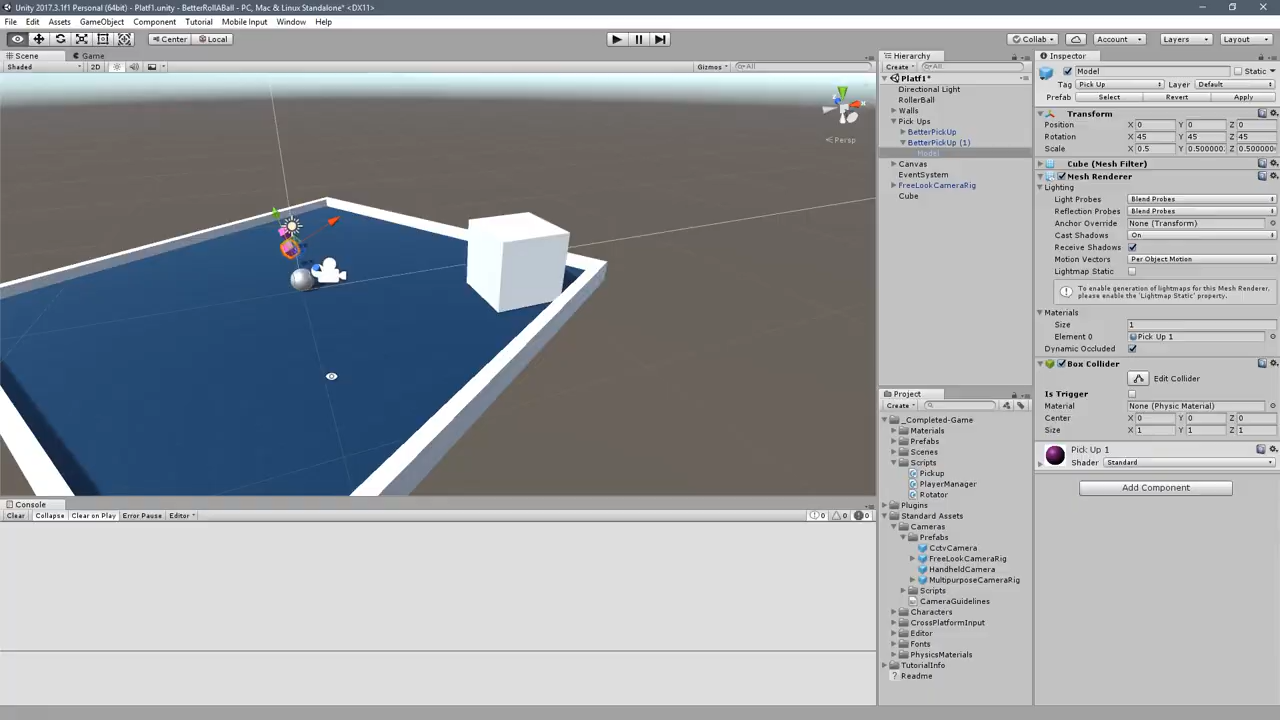 Unity 2017.3.1f1 Personal (64bit) - Platf1.unity - BetterRollABall - PC, Mac & Linux Standalone* <DX11>
File Edit Assets GameObject Component Tutorial Mobile Input Window Help
Center Local Collab Account Layers Layout
Scene Game
Shaded 2D Gizmos All
Persp
Hierarchy
Create All
Platf1*
Directional Light
RollerBall
Walls
Pick Ups
BetterPickUp
BetterPickUp (1)
Model
Canvas
EventSystem
FreeLookCameraRig
Cube
Project
Create
_Completed-Game
Materials
Prefabs
Scenes
Scripts
Pickup
PlayerManager
Rotator
Plugins
Standard Assets
Cameras
Prefabs
CctvCamera
FreeLookCameraRig
HandheldCamera
MultipurposeCameraRig
Scripts
CameraGuidelines
Characters
CrossPlatformInput
Editor
Fonts
PhysicsMaterials
TutorialInfo
Readme
Inspector
Model Static
Tag Pick Up Layer Default
Prefab Select Revert Apply
Transform
Position X 0 Y 0 Z 0
Rotation X 45 Y 45 Z 45
Scale X 0.5 Y 0.500000: Z 0.500000(
Cube (Mesh Filter)
Mesh Renderer
Lighting
Light Probes Blend Probes
Reflection Probes Blend Probes
Anchor Override None (Transform)
Cast Shadows On
Receive Shadows
Motion Vectors Per Object Motion
Lightmap Static
To enable generation of lightmaps for this Mesh Renderer, please enable the 'Lightmap Static' property.
Materials
Size 1
Element 0 Pick Up 1
Dynamic Occluded
Box Collider
Edit Collider
Is Trigger
Material None (Physic Material)
Center X 0 Y 0 Z 0
Size X 1 Y 1 Z 1
Pick Up 1
Shader Standard
Add Component
Console
Clear Collapse Clear on Play Error Pause Editor 0 0 0